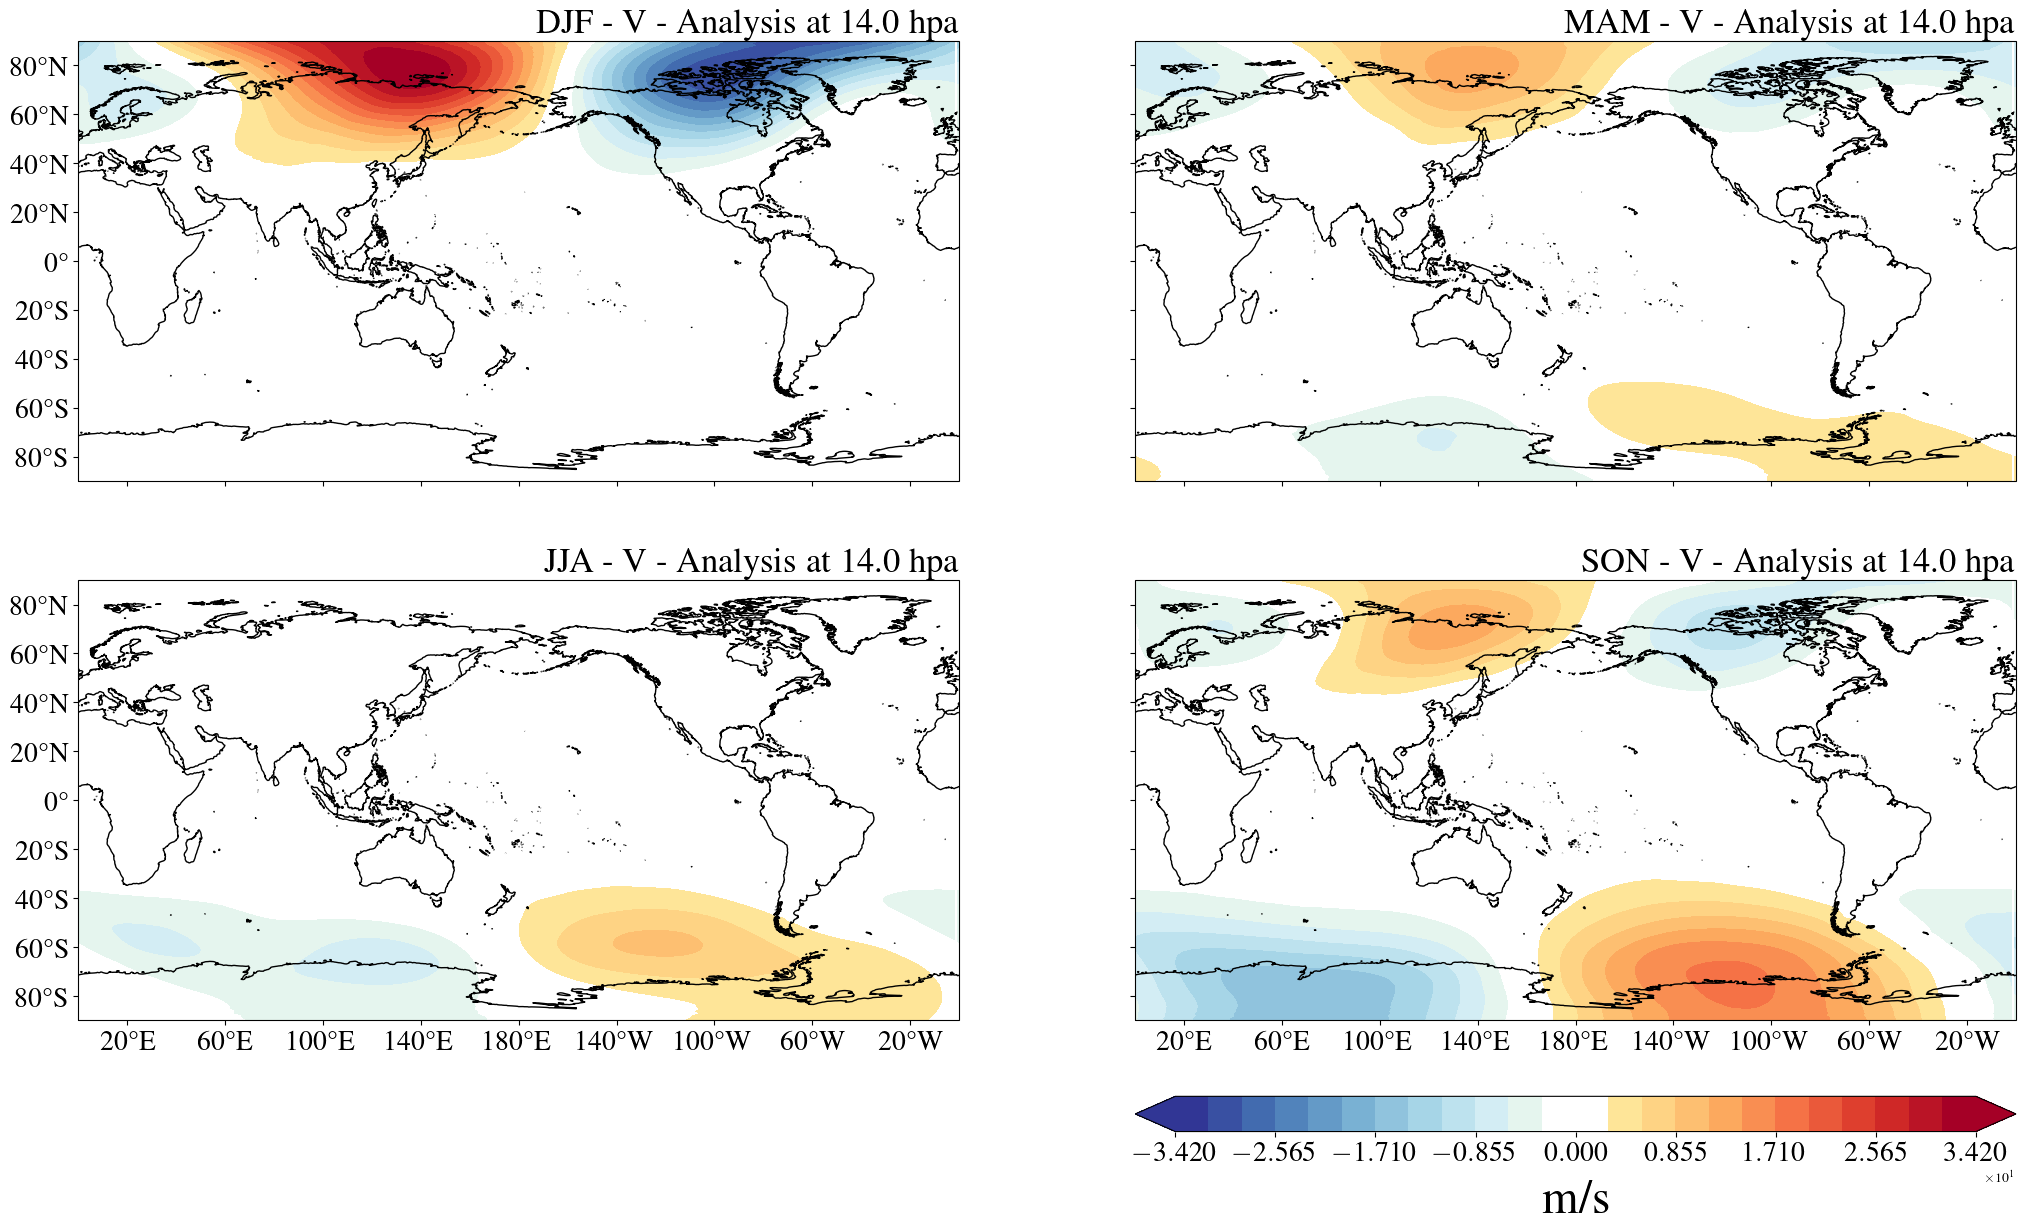 DJF - V - Analysis at 14.0 hpa
MAM - V - Analysis at 14.0 hpa
80°N
60°N
40°N
20°N
0°
20°S
40°S
60°S
80°S
JJA - V - Analysis at 14.0 hpa
SON - V - Analysis at 14.0 hpa
80°N
60°N
40°N
20°N
0°
20°S
40°S
60°S
80°S
20°E 60°E 100°E 140°E 180°E 140°W 100°W 60°W 20°W
20°E 60°E 100°E 140°E 180°E 140°W 100°W 60°W 20°W
−3.420 −2.565 −1.710 −0.855 0.000 0.855 1.710 2.565 3.420
×10¹
m/s